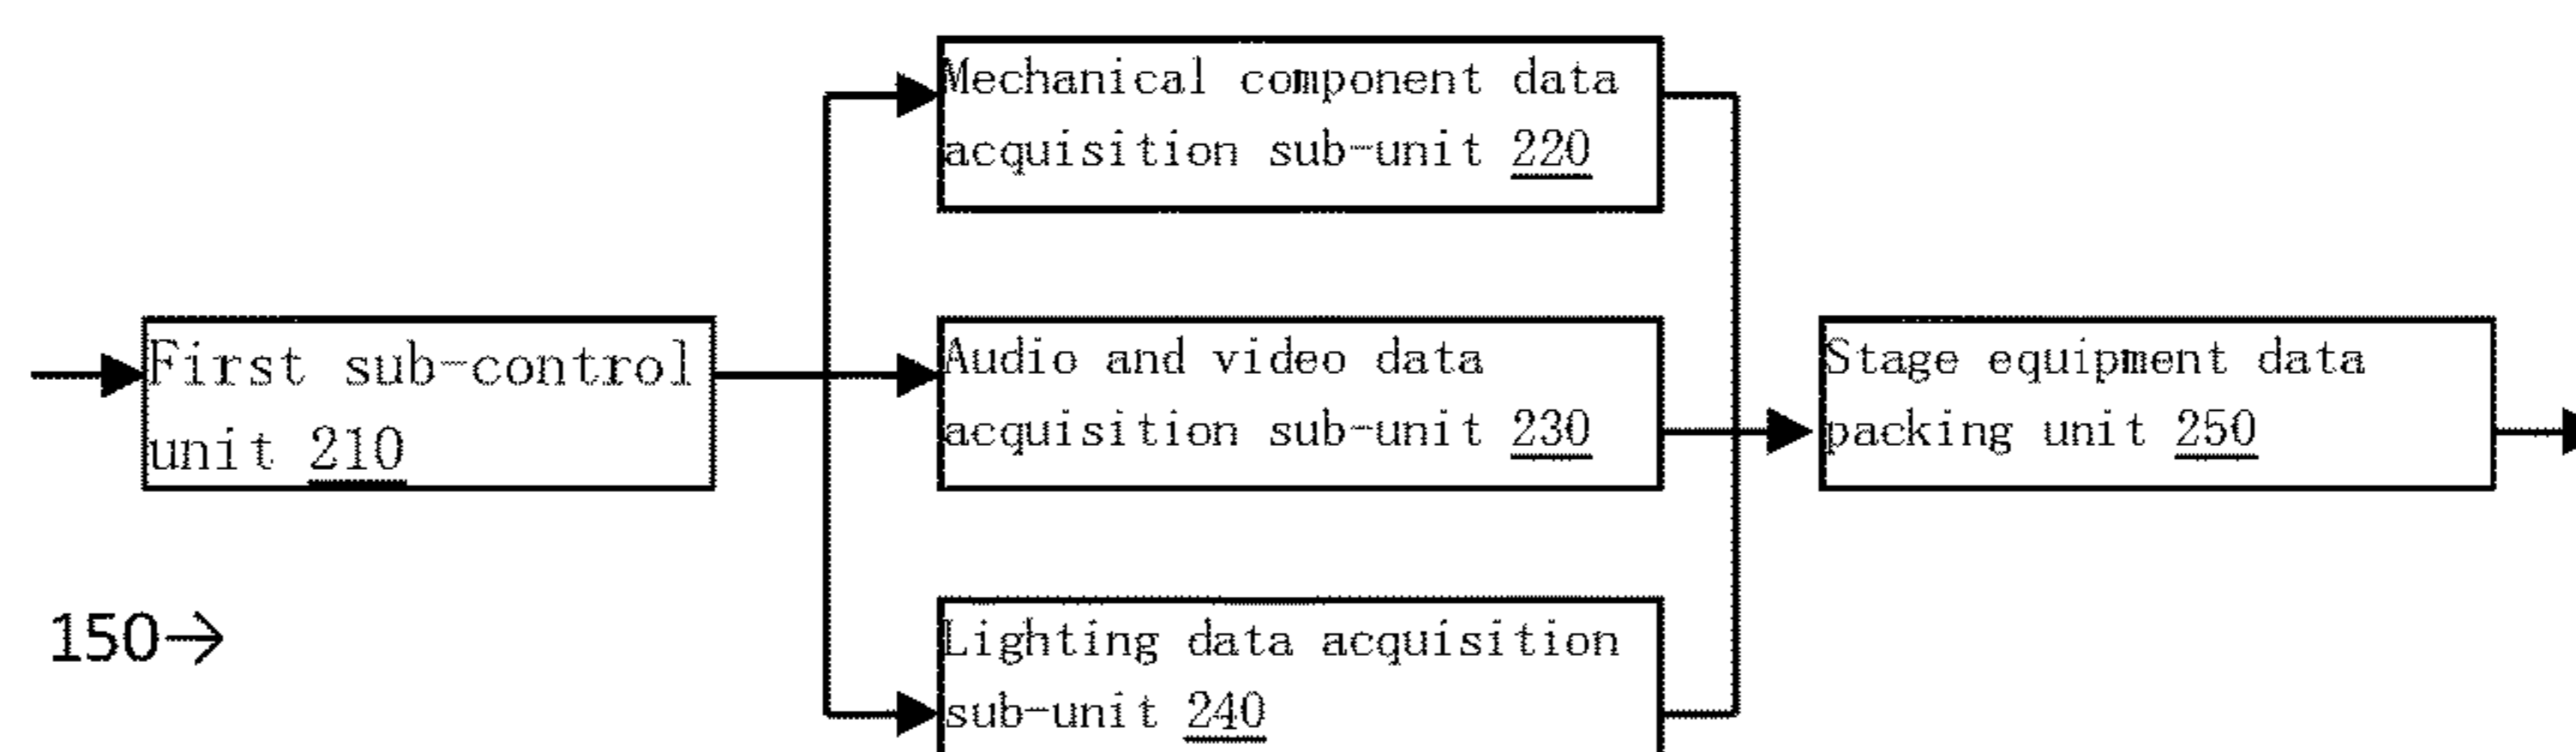 Mechanical component data
acquisition sub-unit 220
First sub-control
unit 210
Audio and video data
acquisition sub-unit 230
Stage equipment data
packing unit 250
150→
Lighting data acquisition
sub-unit 240